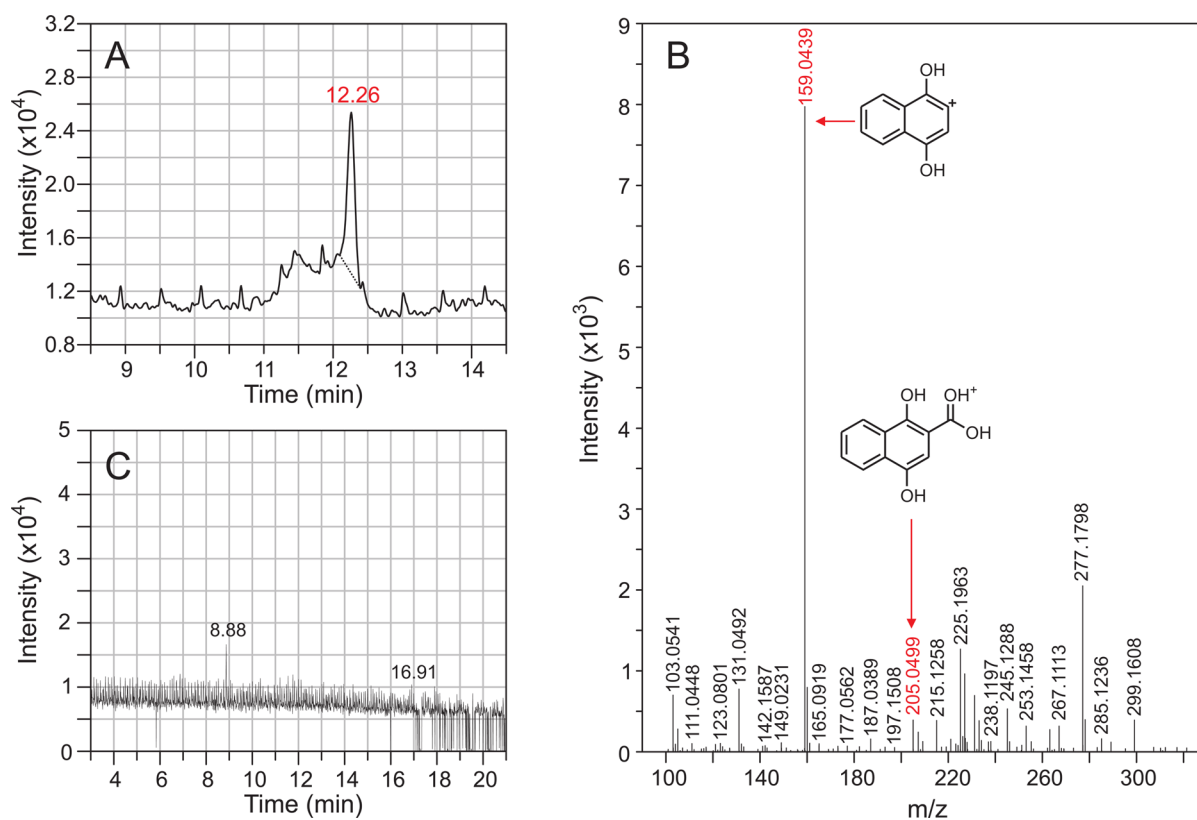 A
Intensity (x10⁴)
3.2
2.8
2.4
2.0
1.6
1.2
0.8
12.26
9 10 11 12 13 14
Time (min)
C
Intensity (x10⁴)
5
4
3
2
1
0
8.88
16.91
4 6 8 10 12 14 16 18 20
Time (min)
B
Intensity (x10³)
9
8
7
6
5
4
3
2
1
0
159.0439
OH
+
OH
OH
OH⁺
OH
OH
103.0541
111.0448
123.0801
131.0492
142.1587
149.0231
165.0919
177.0562
187.0389
197.1508
205.0499
215.1258
225.1963
238.1197
245.1288
253.1458
267.1113
277.1798
285.1236
299.1608
100 140 180 220 260 300
m/z